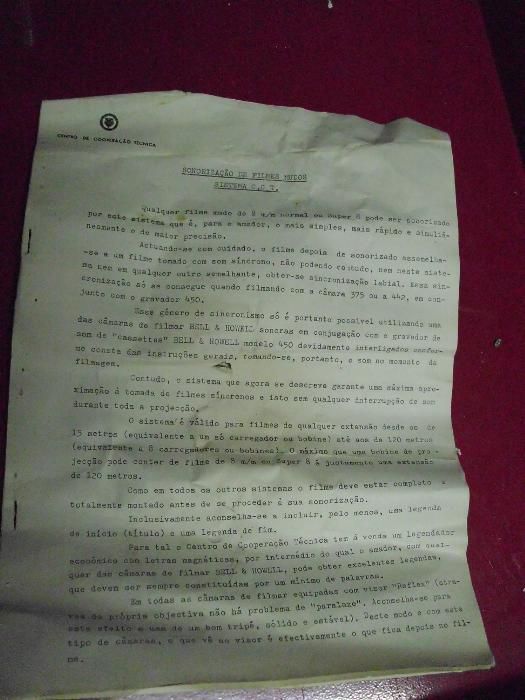 CENTRO DE COOPERAÇÃO TÉCNICA
SONORIZAÇÃO DE FILMES MUDOS
SISTEMA C.C.T.
Qualquer filme mudo de 8 m/m normal ou Super 8 pode ser sonorizado
por este sistema que é, para o amador, o mais simples, mais rápido e simultâ-
neamente o de maior precisão.
Actuando-se com cuidado, o filme depois de sonorizado assemelha-
-se a um filme tomado com som síncrono, não podendo contudo, nem neste siste-
ma nem em qualquer outro semelhante, obter-se sincronização labial. Essa sin-
cronização só se consegue quando filmando com a câmara 375 ou a 442, em con-
junto com o gravador 450.
Esse género de sincronismo só é portanto possível utilizando uma
das câmaras de filmar BELL & HOWELL sonoras em conjugação com o gravador de
som de "cassettes" BELL & HOWELL modelo 450 devidamente interligados confor-
me consta das instruções gerais, tomando-se, portanto, o som no momento da
filmagem.
Contudo, o sistema que agora se descreve garante uma máxima apro-
ximação à tomada de filmes síncronos e isto sem qualquer interrupção de som
durante toda a projecção.
O sistema é válido para filmes de qualquer extensão desde os de
15 metros (equivalente a um só carregador ou bobine) até aos de 120 metros
(equivalente a 8 carregadores ou bobines). O máximo que uma bobine de pro-
jecção pode conter de filme de 8 m/m ou Super 8 é justamente uma extensão
de 120 metros.
Como em todos os outros sistemas o filme deve estar completo e
totalmente montado antes de se proceder à sua sonorização.
Inclusivamente aconselha-se a incluir, pelo menos, uma legenda
de início (título) e uma legenda de fim.
Para tal o Centro de Cooperação Técnica tem à venda um legendador
económico com letras magnéticas, por intermédio do qual o amador, com qual-
quer das câmaras de filmar BELL & HOWELL, pode obter excelentes legendas,
que devem ser sempre constituídas por um mínimo de palavras.
Em todas as câmaras de filmar equipadas com visor "Reflex" (atra-
vés da própria objectiva não há problema de "paralaxe". Aconselha-se para
este efeito o uso de um bom tripé, sólido e estável). Deste modo e com este
tipo de câmaras, o que vê no visor é efectivamente o que fica depois no fil-
me.